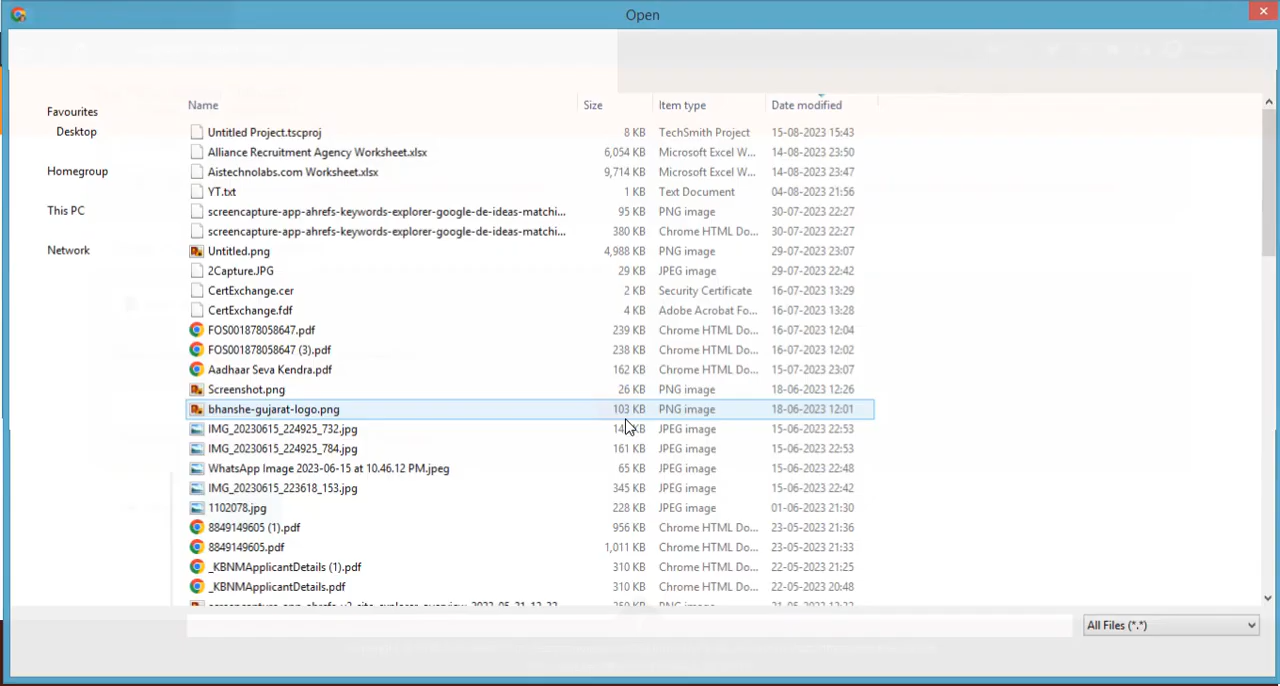 Open
Favourites
Desktop
Homegroup
This PC
Network
Name Size Item type Date modified
Untitled Project.tscproj 8 KB TechSmith Project 15-08-2023 15:43
Alliance Recruitment Agency Worksheet.xlsx 6,054 KB Microsoft Excel W... 14-08-2023 23:50
Aistechnolabs.com Worksheet.xlsx 9,714 KB Microsoft Excel W... 14-08-2023 23:47
YT.txt 1 KB Text Document 04-08-2023 21:56
screencapture-app-ahrefs-keywords-explorer-google-de-ideas-matchi... 95 KB PNG image 30-07-2023 22:27
screencapture-app-ahrefs-keywords-explorer-google-de-ideas-matchi... 380 KB Chrome HTML Do... 30-07-2023 22:27
Untitled.png 4,988 KB PNG image 29-07-2023 23:07
2Capture.JPG 29 KB JPEG image 29-07-2023 22:42
CertExchange.cer 2 KB Security Certificate 16-07-2023 13:29
CertExchange.fdf 4 KB Adobe Acrobat Fo... 16-07-2023 13:28
FOS001878058647.pdf 239 KB Chrome HTML Do... 16-07-2023 12:04
FOS001878058647 (3).pdf 238 KB Chrome HTML Do... 16-07-2023 12:02
Aadhaar Seva Kendra.pdf 162 KB Chrome HTML Do... 15-07-2023 23:07
Screenshot.png 26 KB PNG image 18-06-2023 12:26
bhanshe-gujarat-logo.png 103 KB PNG image 18-06-2023 12:01
IMG_20230615_224925_732.jpg KB JPEG image 15-06-2023 22:53
IMG_20230615_224925_784.jpg 161 KB JPEG image 15-06-2023 22:53
WhatsApp Image 2023-06-15 at 10.46.12 PM.jpeg 65 KB JPEG image 15-06-2023 22:48
IMG_20230615_223618_153.jpg 345 KB JPEG image 15-06-2023 22:42
1102078.jpg 228 KB JPEG image 01-06-2023 21:30
8849149605 (1).pdf 956 KB Chrome HTML Do... 23-05-2023 21:36
8849149605.pdf 1,011 KB Chrome HTML Do... 23-05-2023 21:33
_KBNMApplicantDetails (1).pdf 310 KB Chrome HTML Do... 22-05-2023 21:25
_KBNMApplicantDetails.pdf 310 KB Chrome HTML Do... 22-05-2023 20:48
All Files (*.*)